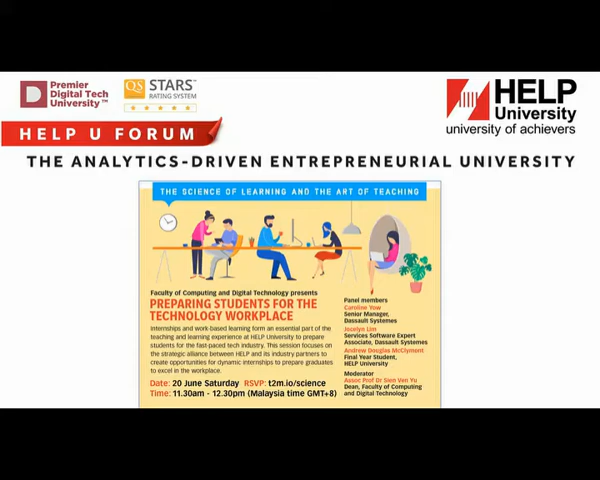 Premier
Digital Tech
University™
QS STARS™
RATING SYSTEM
HELP
University
university of achievers
HELP U FORUM
THE ANALYTICS-DRIVEN ENTREPRENEURIAL UNIVERSITY
THE SCIENCE OF LEARNING AND THE ART OF TEACHING
Faculty of Computing and Digital Technology presents
PREPARING STUDENTS FOR THE
TECHNOLOGY WORKPLACE
Internships and work-based learning form an essential part of the
teaching and learning experience at HELP University to prepare
students for the fast-paced tech industry. This session focuses on
the strategic alliance between HELP and its industry partners to
create opportunities for dynamic internships to prepare graduates
to excel in the workplace.
Date: 20 June Saturday RSVP: t2m.io/science
Time: 11.30am - 12.30pm (Malaysia time GMT+8)
Panel members
Caroline Yow
Senior Manager,
Dassault Systemes
Jocelyn Lim
Services Software Expert
Associate, Dassault Systemes
Andrew Douglas McClyment
Final Year Student,
HELP University
Moderator
Assoc Prof Dr Sien Ven Yu
Dean, Faculty of Computing
and Digital Technology